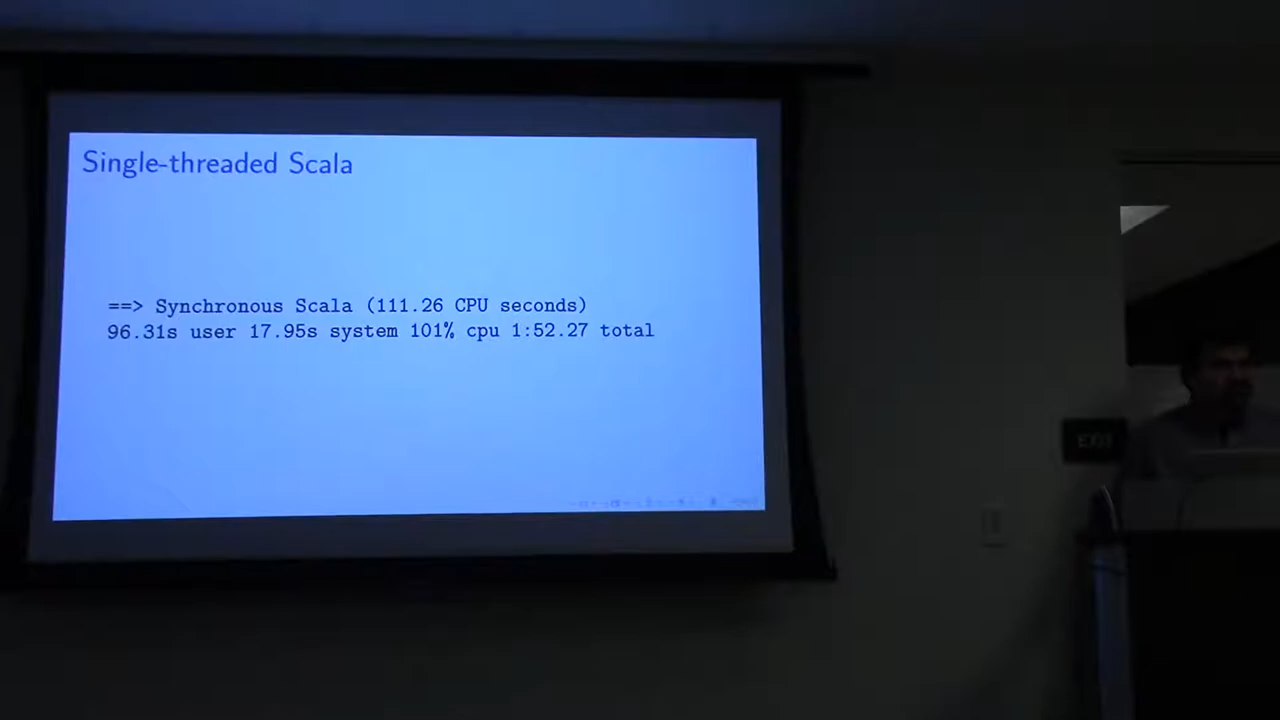 Single-threaded Scala
==> Synchronous Scala (111.26 CPU seconds)
96.31s user 17.95s system 101% cpu 1:52.27 total
EXIT